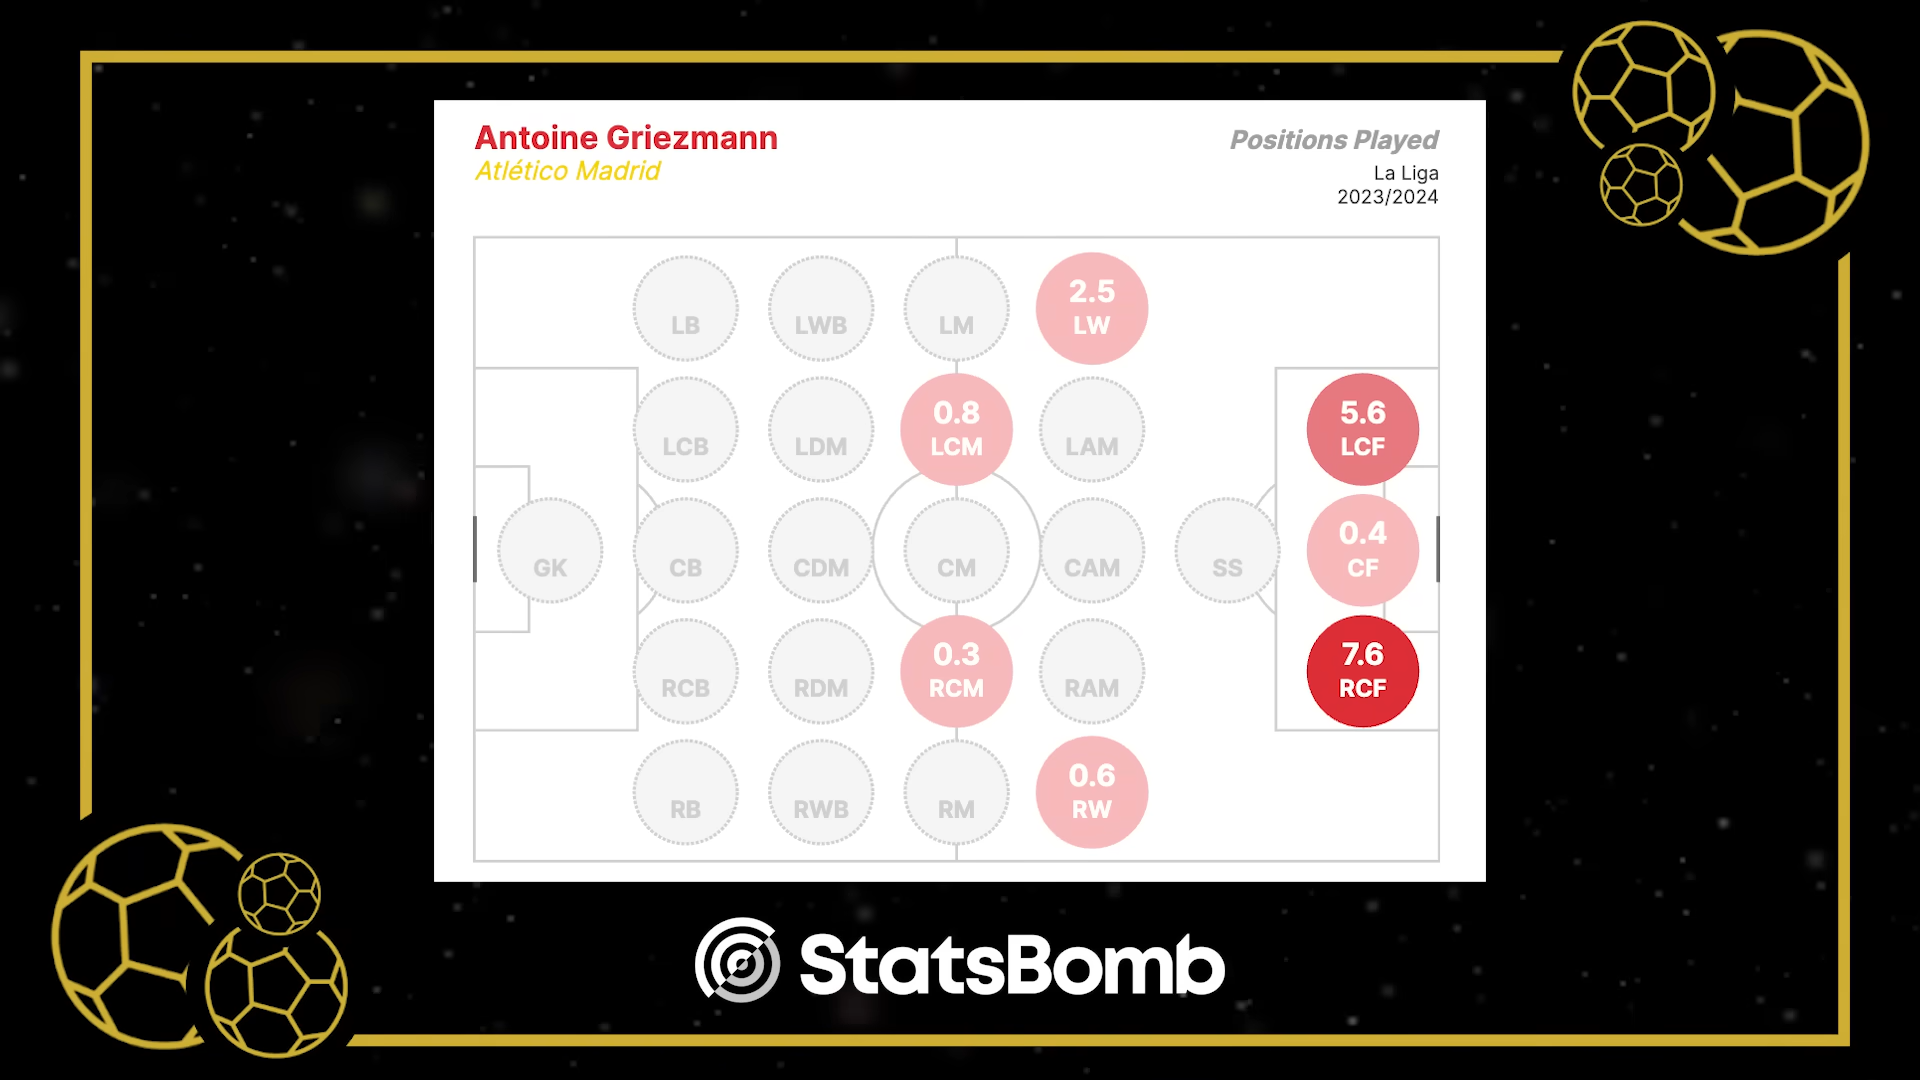 Antoine Griezmann
Atlético Madrid
Positions Played
La Liga
2023/2024
LB
LWB
LM
2.5
LW
LCB
LDM
0.8
LCM
LAM
5.6
LCF
GK
CB
CDM
CM
CAM
SS
0.4
CF
RCB
RDM
0.3
RCM
RAM
7.6
RCF
RB
RWB
RM
0.6
RW
StatsBomb